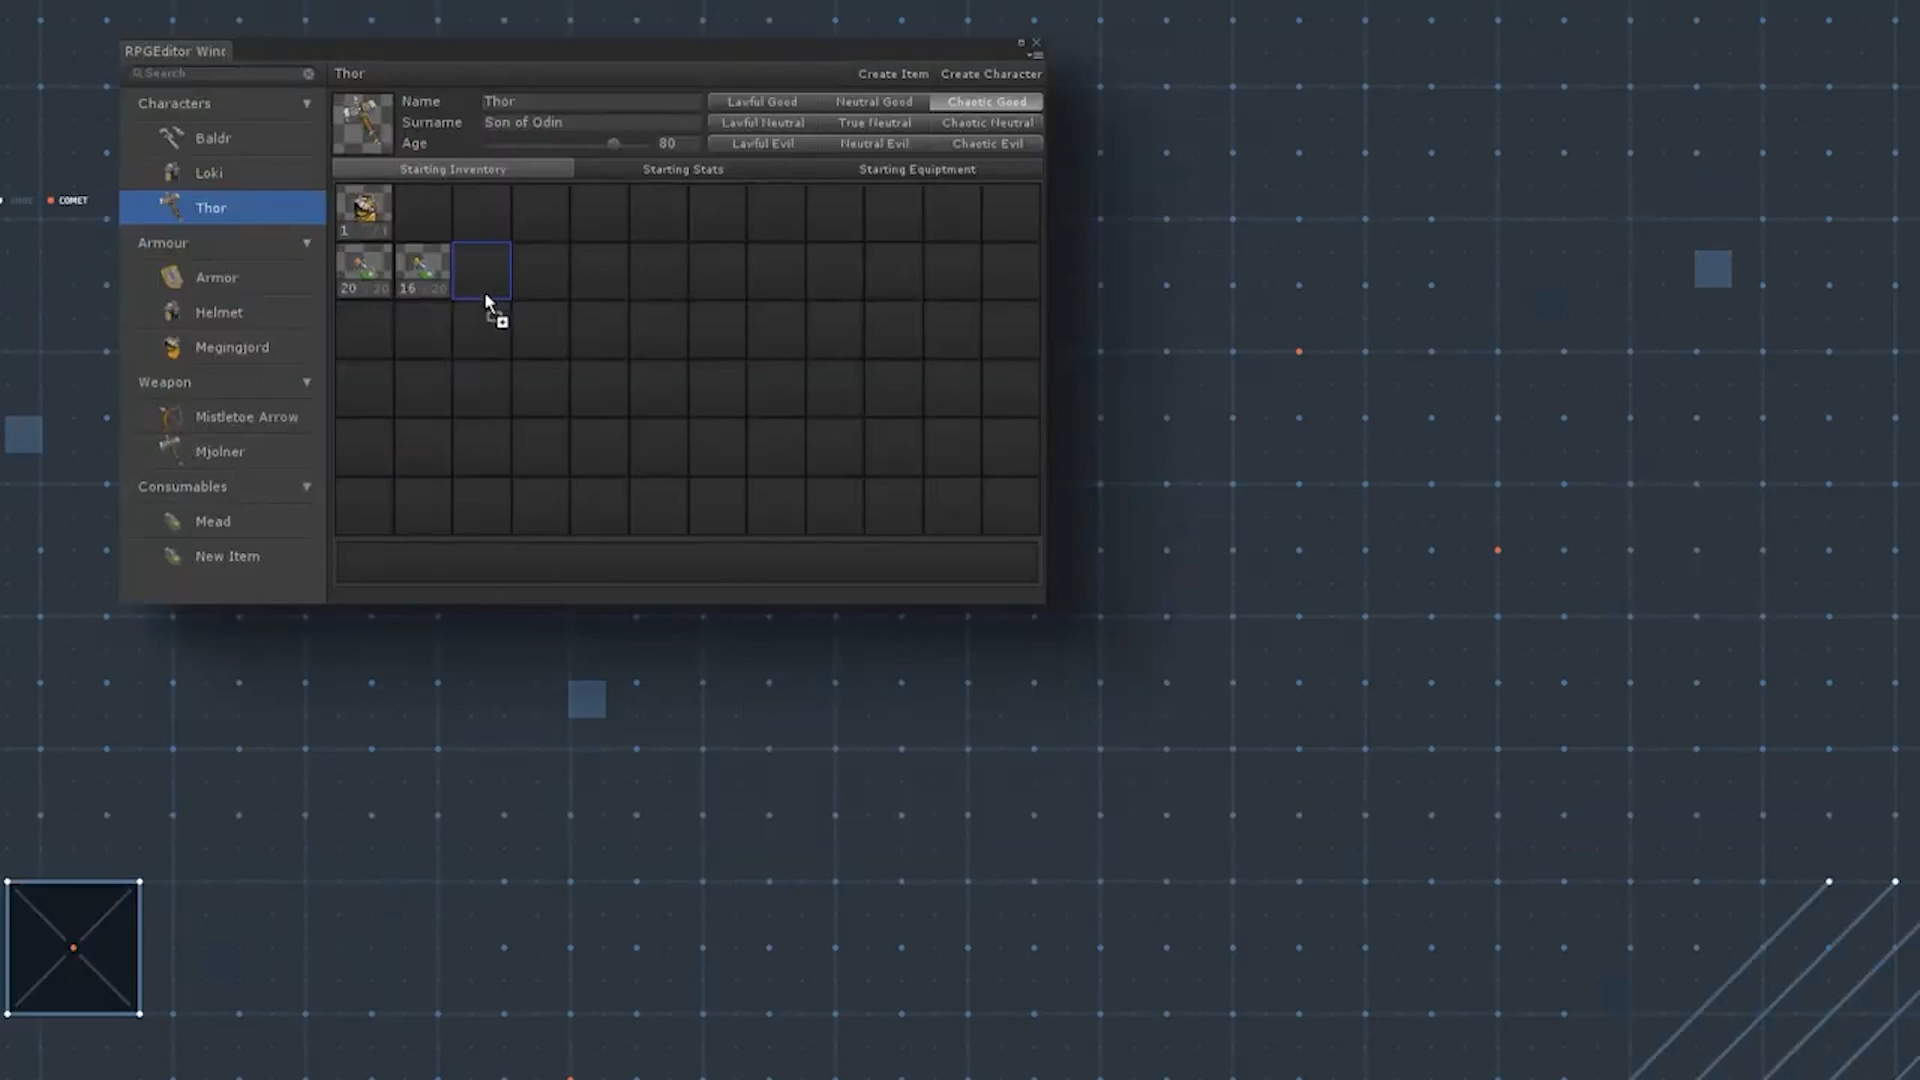 RPGEditor Winc
Search
Thor
Create Item
Create Character
Characters
Baldr
Loki
Thor
Armour
Armor
Helmet
Megingjord
Weapon
Mistletoe Arrow
Mjolner
Consumables
Mead
New Item
Name
Thor
Surname
Son of Odin
Age
80
Lawful Good
Neutral Good
Chaotic Good
Lawful Neutral
True Neutral
Chaotic Neutral
Lawful Evil
Neutral Evil
Chaotic Evil
Starting Inventory
Starting Stats
Starting Equiptment
1
20 20
16 20
COMET